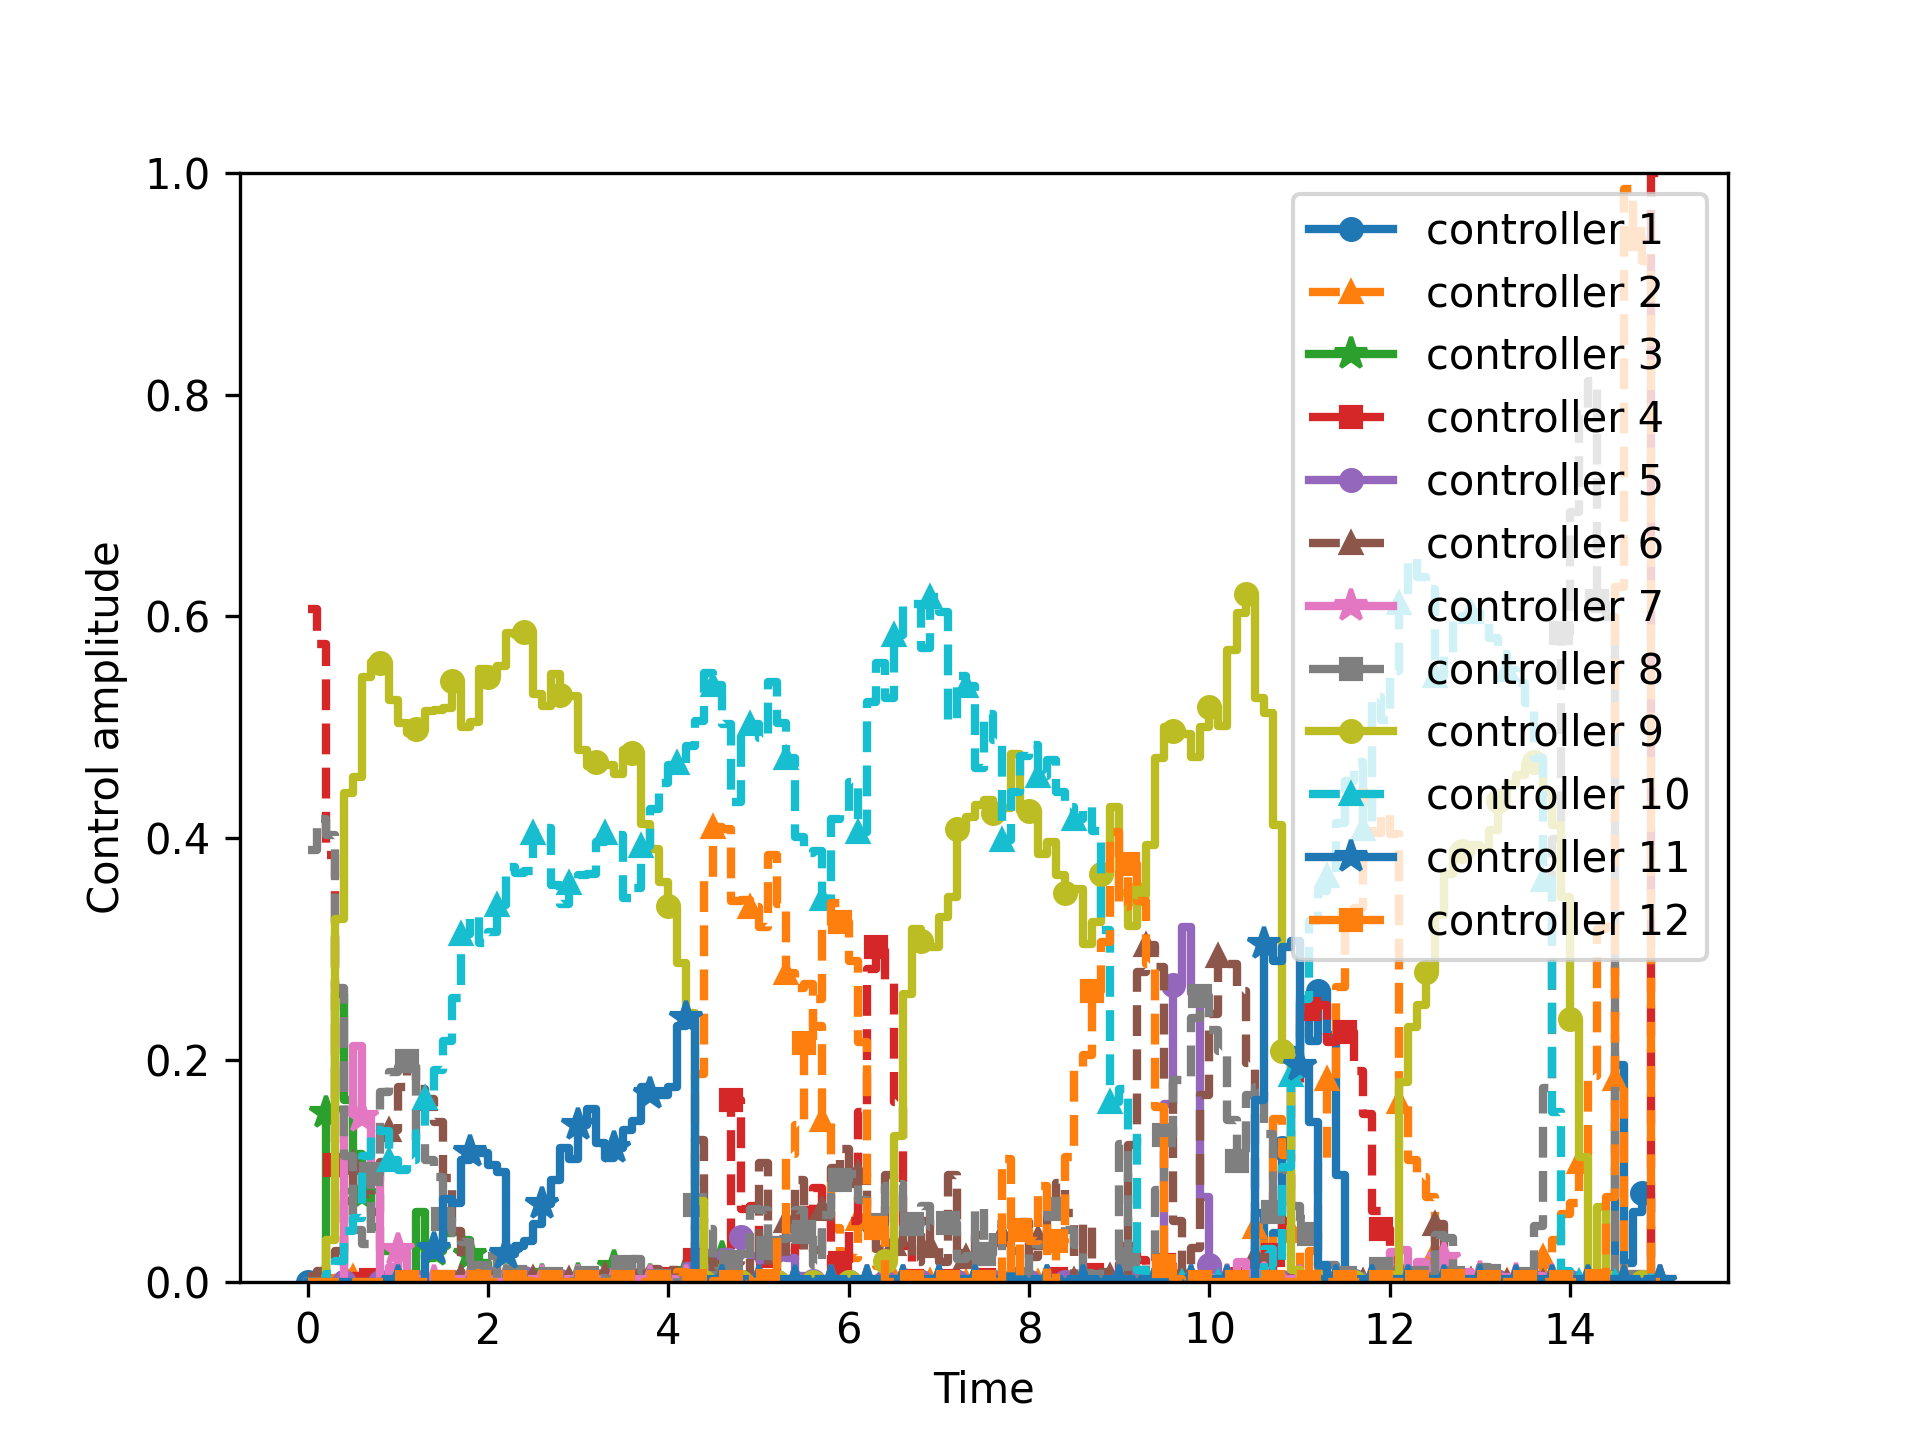 1.0
0.8
0.6
0.4
0.2
0.0
Control amplitude
controller 1
controller 2
controller 3
controller 4
controller 5
controller 6
controller 7
controller 8
controller 9
controller 10
controller 11
controller 12
0 2 4 6 8 10 12 14
Time